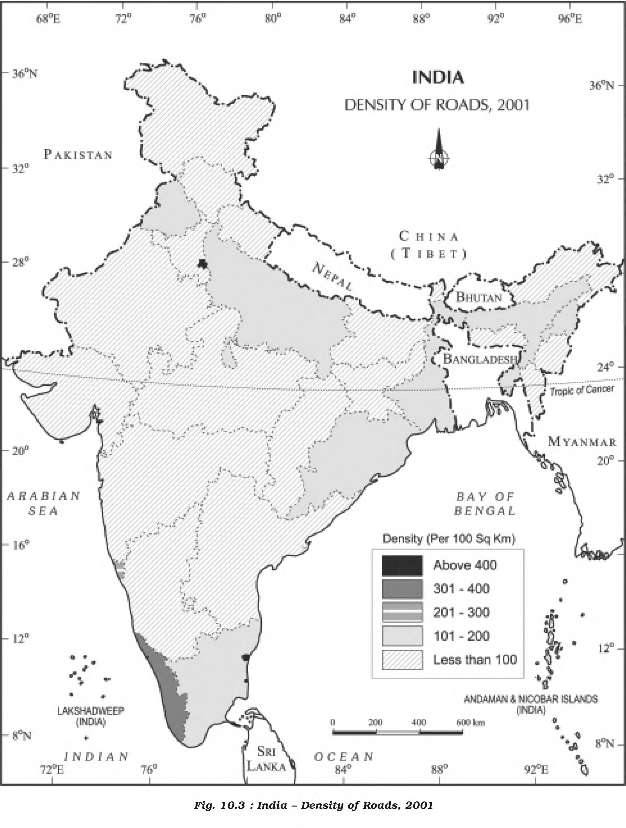 68°E 72° 76° 80° 84° 88° 92° 96°E
36°N
36°N
INDIA
DENSITY OF ROADS, 2001
PAKISTAN
32°
32°
CHINA
(TIBET)
28°
28°
NEPAL
BHUTAN
BANGLADESH
24°
24°
Tropic of Cancer
MYANMAR
20°
20°
ARABIAN
SEA
BAY OF
BENGAL
Density (Per 100 Sq Km)
Above 400
301 - 400
201 - 300
101 - 200
Less than 100
16°
12°
12°
LAKSHADWEEP
(INDIA)
ANDAMAN & NICOBAR ISLANDS
(INDIA)
0 200 400 600 km
8°N
8°N
INDIAN OCEAN
SRI
LANKA
72°E 76° 80° 84° 88° 92°E
Fig. 10.3 : India – Density of Roads, 2001